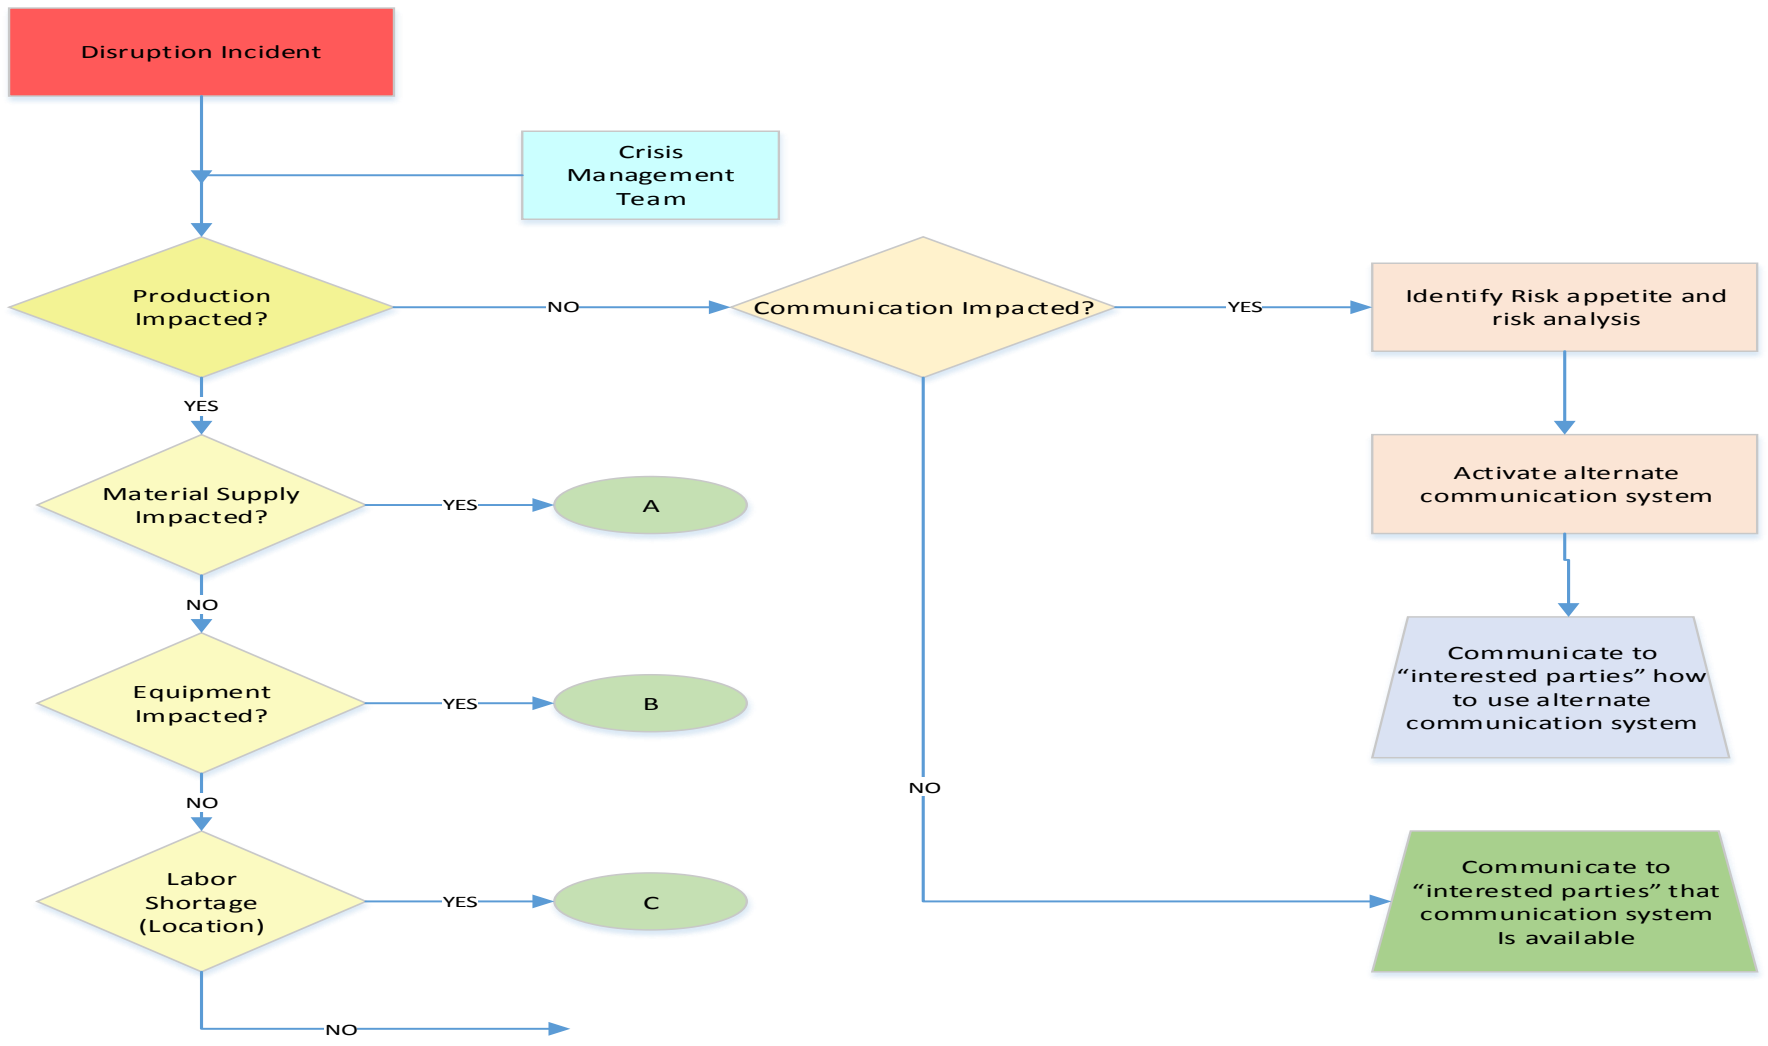 Disruption Incident
Crisis
Management
Team
Production
Impacted?
NO
Communication Impacted?
YES
Identify Risk appetite and
risk analysis
YES
Material Supply
Impacted?
YES
A
Activate alternate
communication system
NO
Equipment
Impacted?
YES
B
Communicate to
“interested parties” how
to use alternate
communication system
NO
NO
Labor
Shortage
(Location)
YES
C
Communicate to
“interested parties” that
communication system
Is available
NO